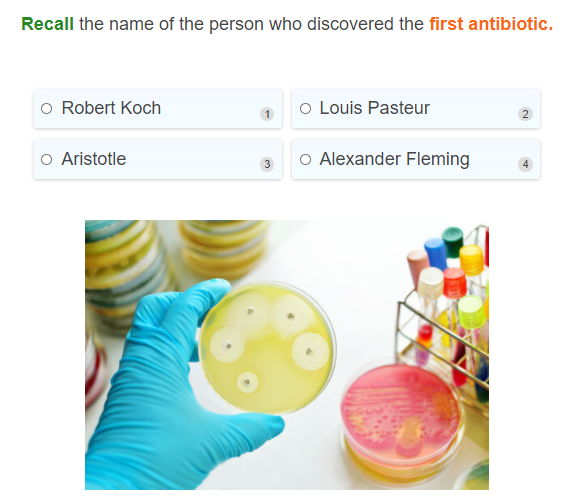 Recall the name of the person who discovered the first antibiotic.
Robert Koch 1
Louis Pasteur 2
Aristotle 3
Alexander Fleming 4